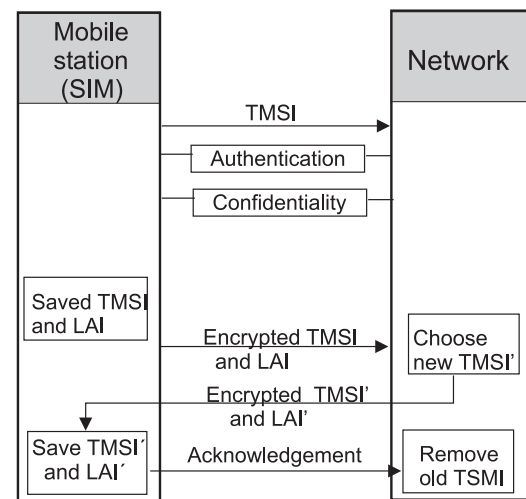 Mobile
station
(SIM)
Network
TMSI
Authentication
Confidentiality
Saved TMSI
and LAI
Encrypted TMSI
and LAI
Choose
new TMSI'
Encrypted TMSI'
and LAI'
Save TMSI´
and LAI´
Acknowledgement
Remove
old TSMI